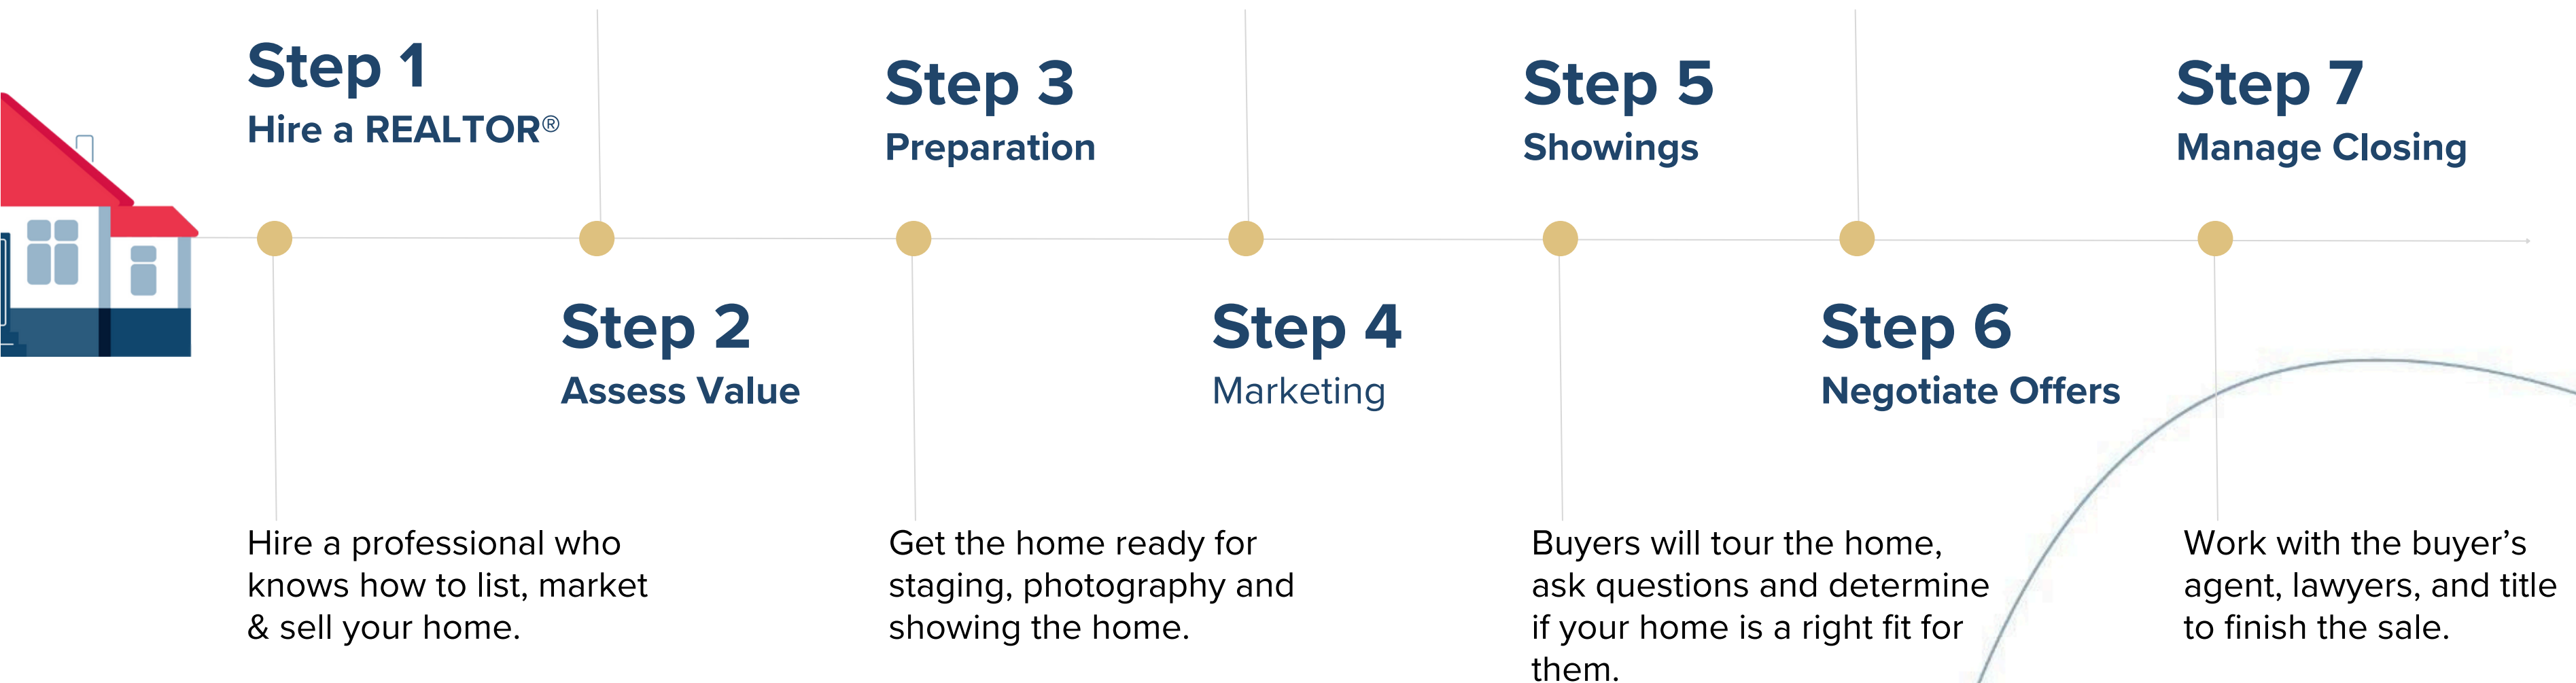 Step 1
Hire a REALTOR®
Step 2
Assess Value
Step 3
Preparation
Step 4
Marketing
Step 5
Showings
Step 6
Negotiate Offers
Step 7
Manage Closing
Hire a professional who
knows how to list, market
& sell your home.
Get the home ready for
staging, photography and
showing the home.
Buyers will tour the home,
ask questions and determine
if your home is a right fit for
them.
Work with the buyer’s
agent, lawyers, and title
to finish the sale.